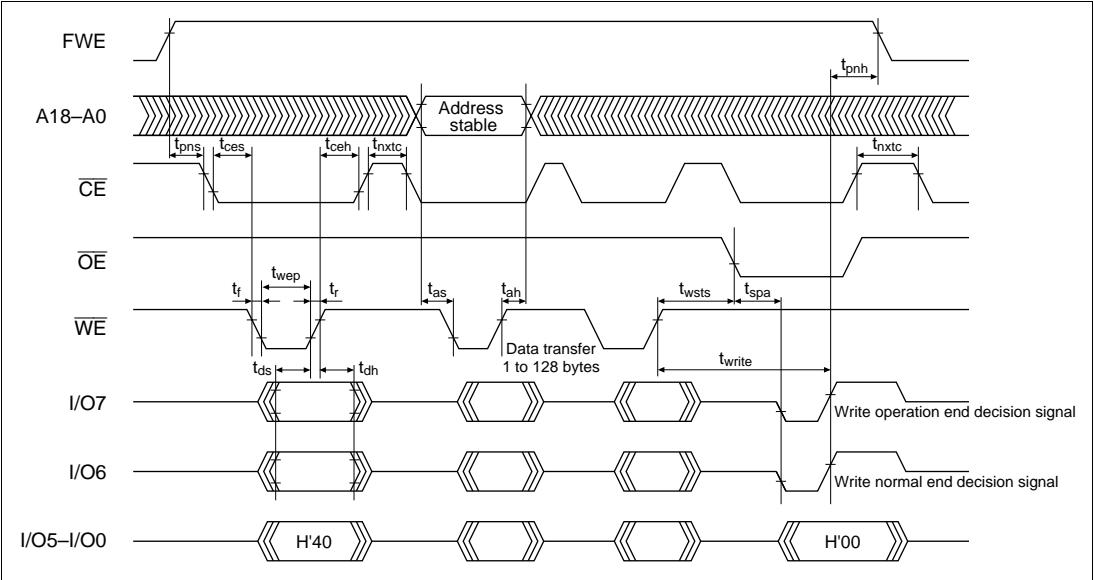 FWE
tpnh
A18–A0
Address
stable
tpns
tces
tceh
tnxtc
tnxtc
CE
OE
twep
tf
tr
tas
tah
twsts
tspa
WE
Data transfer
1 to 128 bytes
twrite
tds
tdh
I/O7
Write operation end decision signal
I/O6
Write normal end decision signal
I/O5–I/O0
H'40
H'00